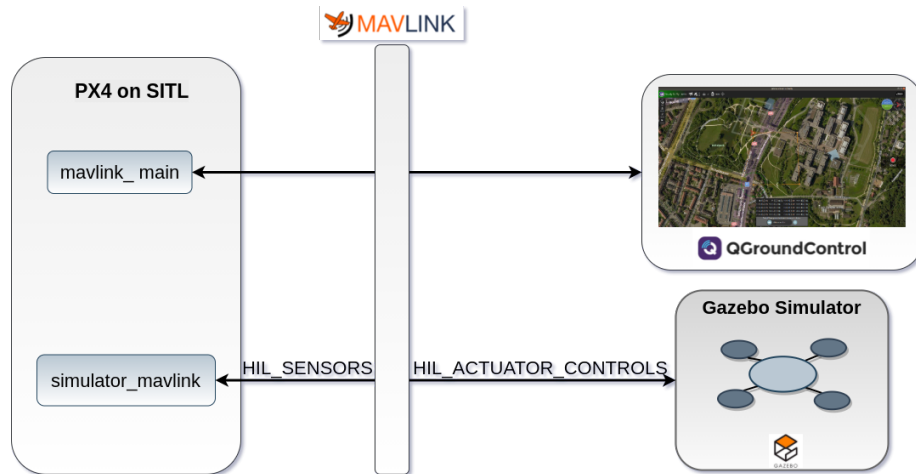 MAVLINK
PX4 on SITL
mavlink_ main
QGroundControl
Gazebo Simulator
HIL_SENSORS
HIL_ACTUATOR_CONTROLS
simulator_mavlink
GAZEBO